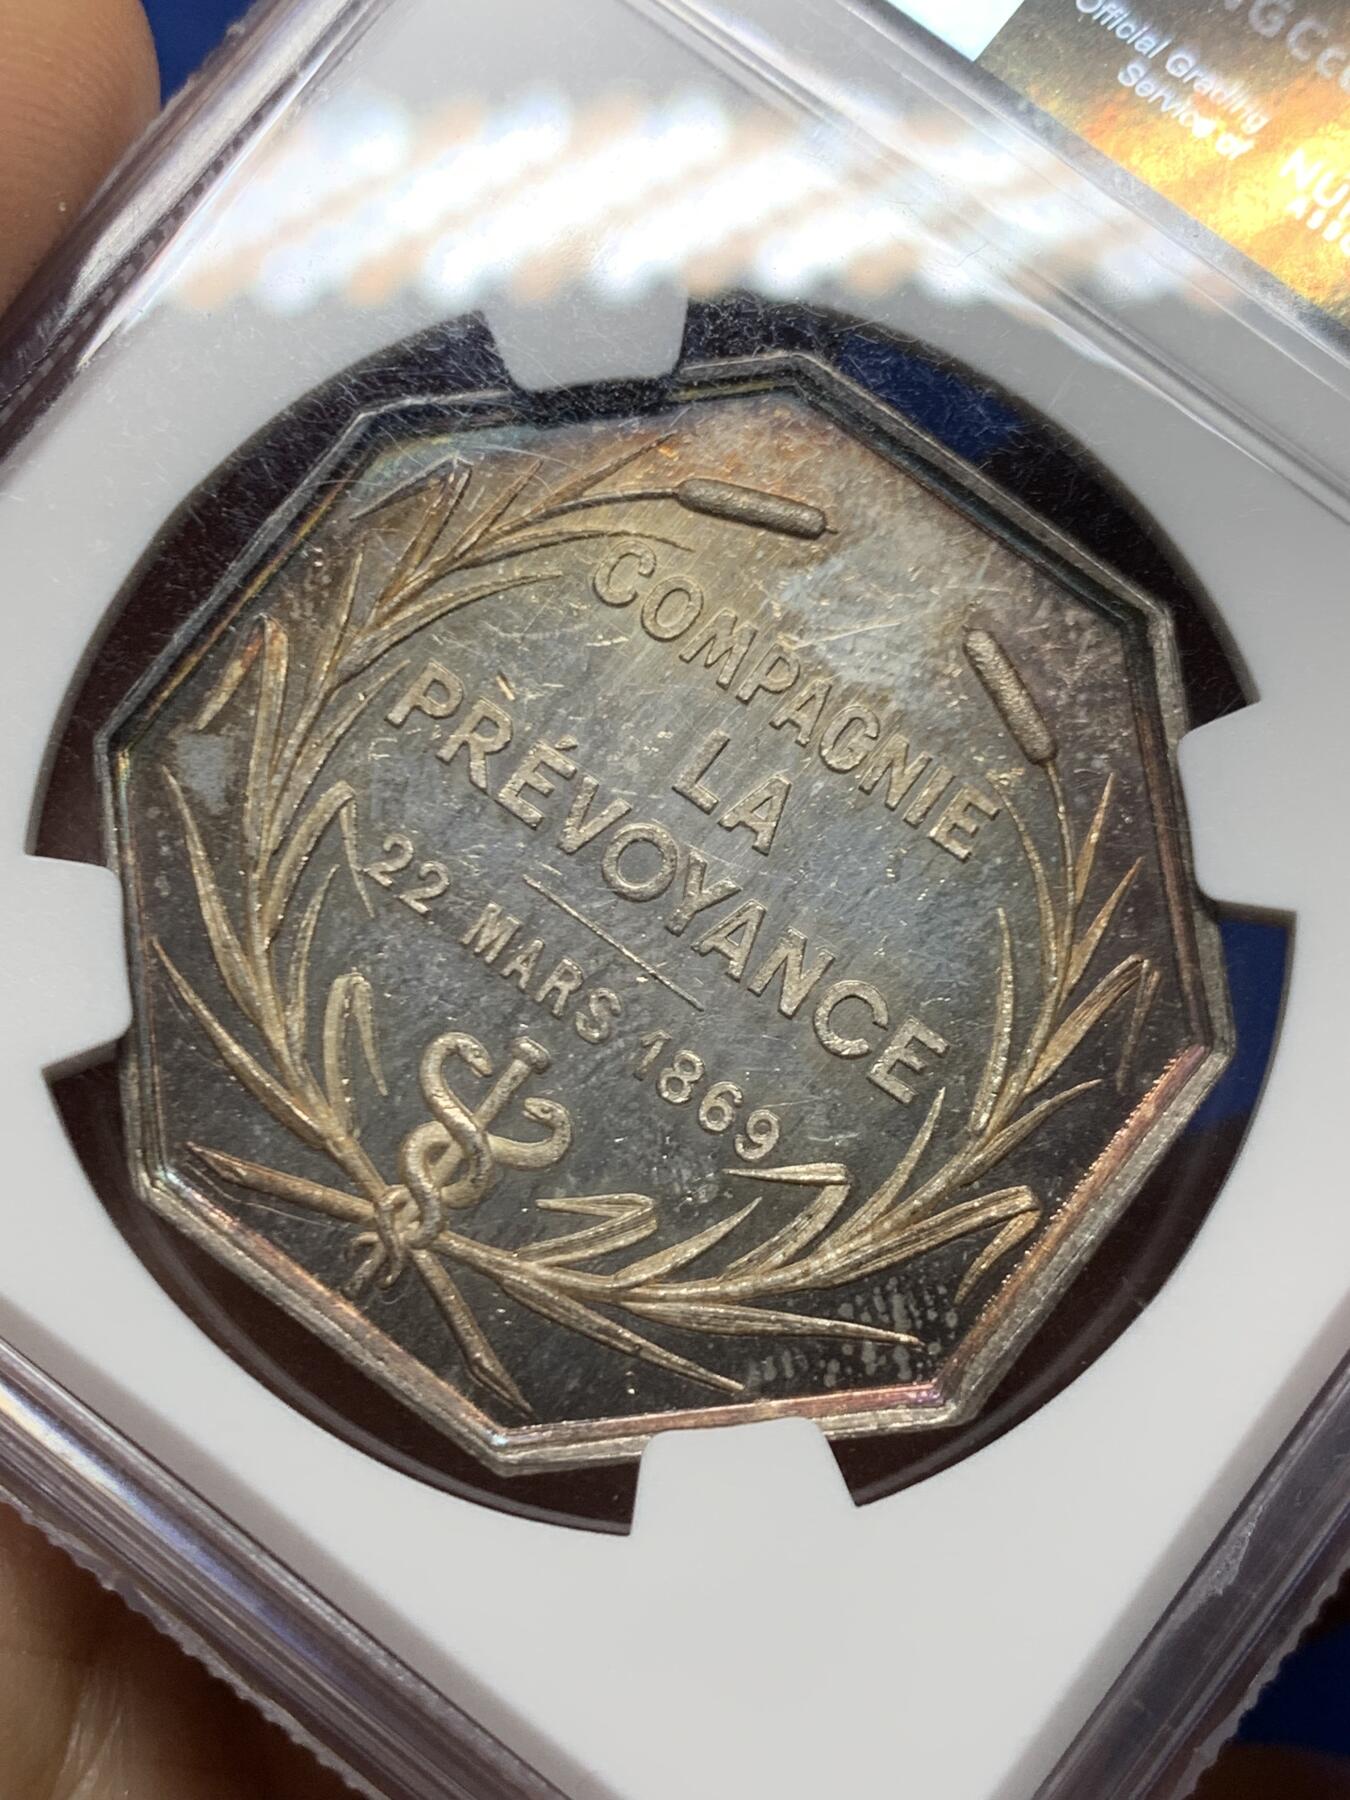 Official Grading
Service of
COMPAGNIE
LA
PRÉVOYANCE
22 MARS 1869